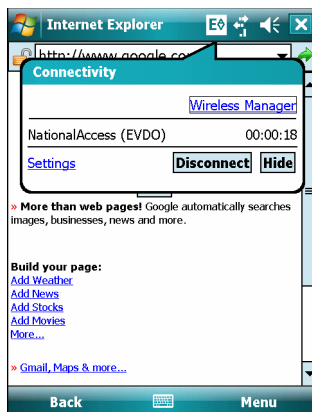 Internet Explorer
http://www.google.co
Connectivity
Wireless Manager
NationalAccess (EVDO) 00:00:18
Settings Disconnect Hide
» More than web pages! Google automatically searches
images, businesses, news and more.
Build your page:
Add Weather
Add News
Add Stocks
Add Movies
More...
» Gmail, Maps & more...
Back Menu